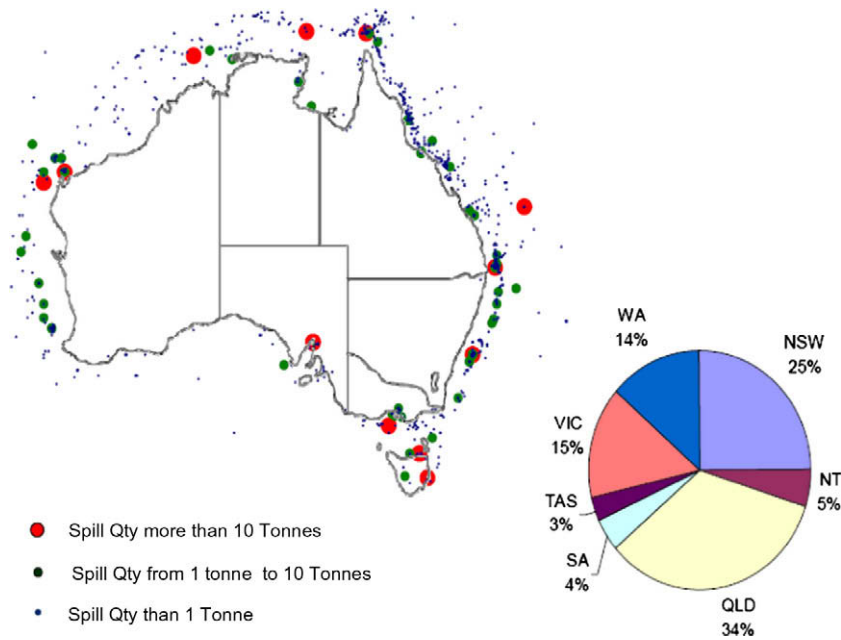 WA
14%
NSW
25%
VIC
15%
NT
5%
TAS
3%
SA
4%
QLD
34%
Spill Qty more than 10 Tonnes
Spill Qty from 1 tonne to 10 Tonnes
Spill Qty than 1 Tonne